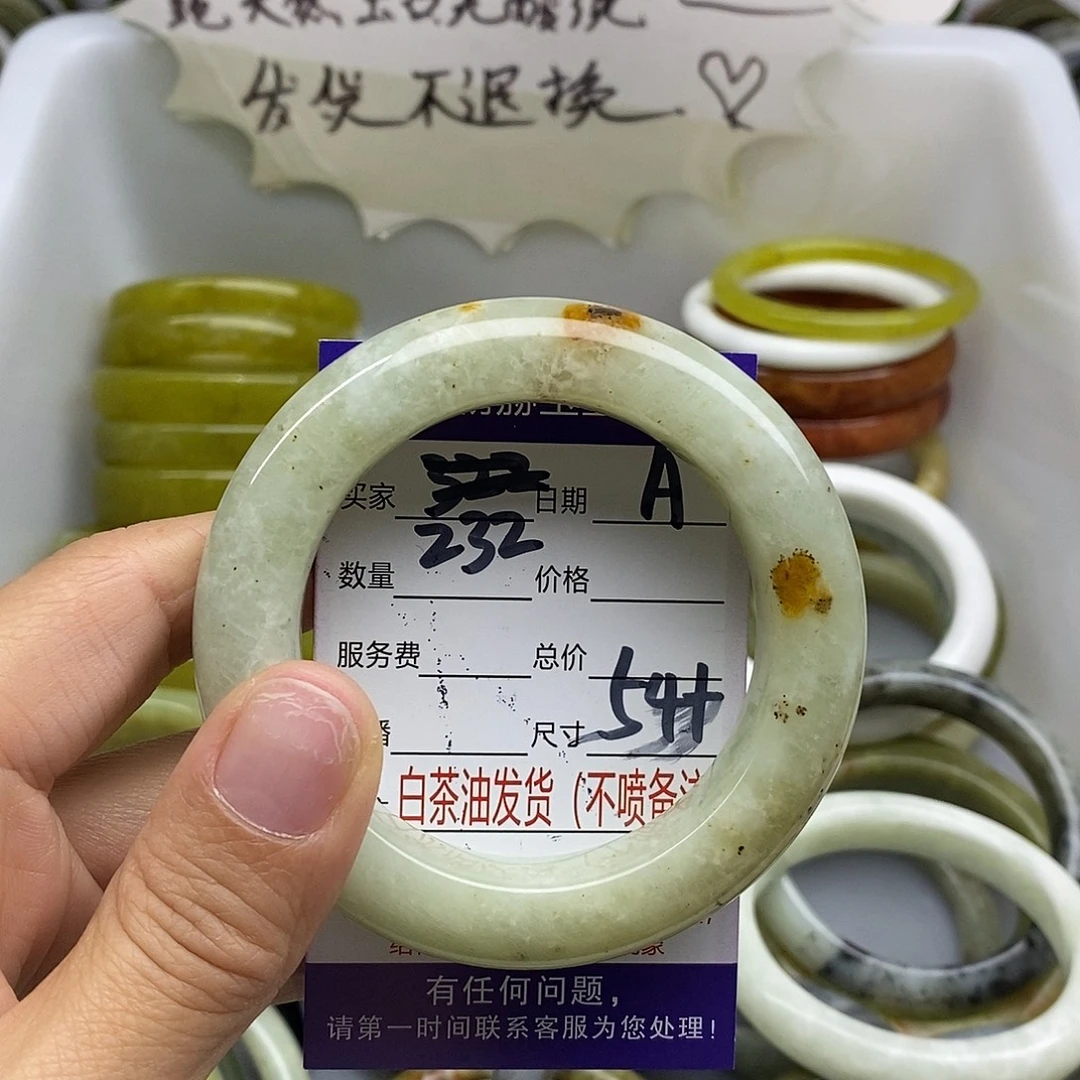 发货不退换
买家 日期 A
232
数量 价格
服务费 总价
尺寸 54+
白茶油发货（不喷备注
有任何问题，
请第一时间联系客服为您处理！